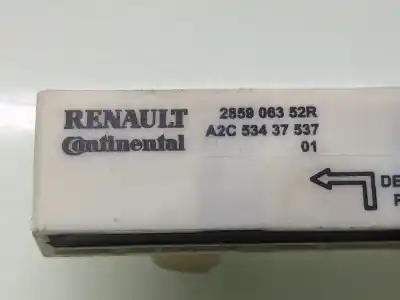 RENAULT
Continental
2859 063 52R
A2C 534 37 537
01